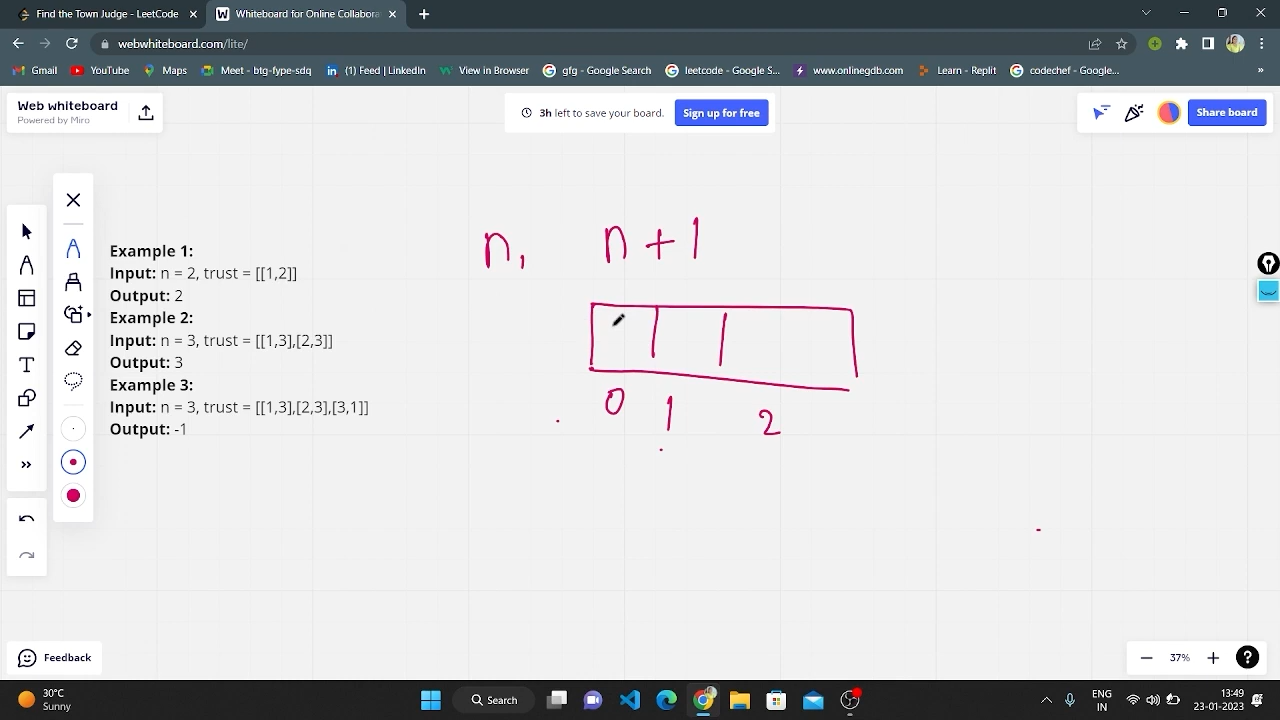 Find the Town Judge - LeetCode
Whiteboard for Online Collabora
webwhiteboard.com/lite/
Gmail YouTube Maps Meet - btg-fype-sdq (1) Feed | LinkedIn View in Browser gfg - Google Search leetcode - Google S... www.onlinegdb.com Learn - Replit codechef - Google... »
Web whiteboard
Powered by Miro
3h left to save your board. Sign up for free
Share board
n, n + 1
Example 1:
Input: n = 2, trust = [[1,2]]
Output: 2
Example 2:
Input: n = 3, trust = [[1,3],[2,3]]
Output: 3
Example 3:
Input: n = 3, trust = [[1,3],[2,3],[3,1]]
Output: -1
0 1 2
Feedback
37%
30°C
Sunny
Search
ENG
IN
13:49
23-01-2023